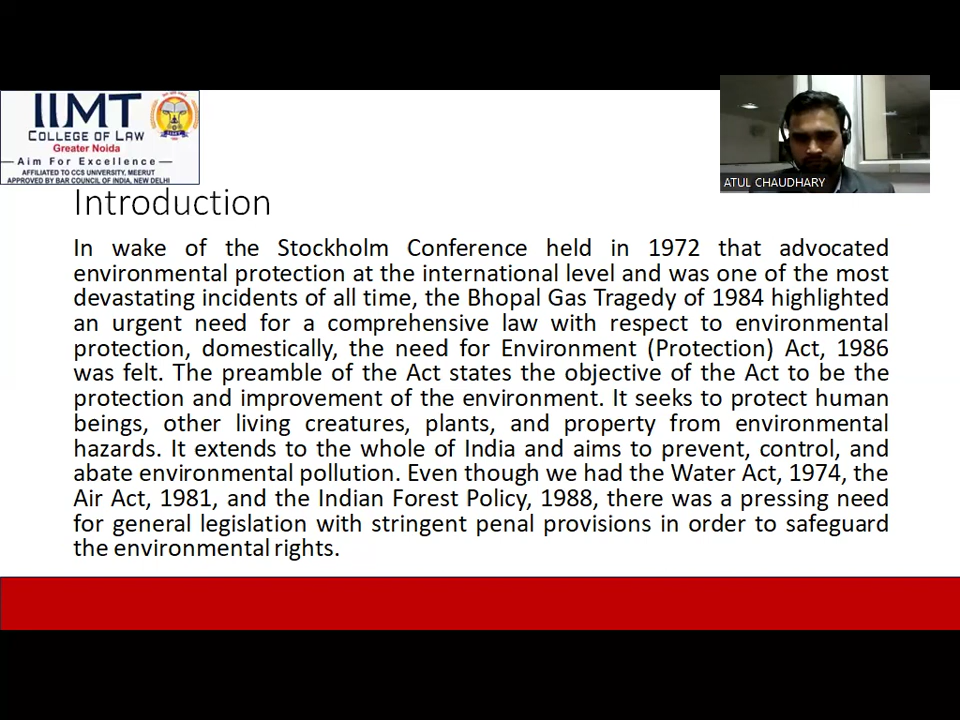 IIMT
COLLEGE OF LAW
Greater Noida
Aim For Excellence
AFFILIATED TO CCS UNIVERSITY, MEERUT
APPROVED BY BAR COUNCIL OF INDIA, NEW DELHI
ATUL CHAUDHARY
Introduction
In wake of the Stockholm Conference held in 1972 that advocated
environmental protection at the international level and was one of the most
devastating incidents of all time, the Bhopal Gas Tragedy of 1984 highlighted
an urgent need for a comprehensive law with respect to environmental
protection, domestically, the need for Environment (Protection) Act, 1986
was felt. The preamble of the Act states the objective of the Act to be the
protection and improvement of the environment. It seeks to protect human
beings, other living creatures, plants, and property from environmental
hazards. It extends to the whole of India and aims to prevent, control, and
abate environmental pollution. Even though we had the Water Act, 1974, the
Air Act, 1981, and the Indian Forest Policy, 1988, there was a pressing need
for general legislation with stringent penal provisions in order to safeguard
the environmental rights.